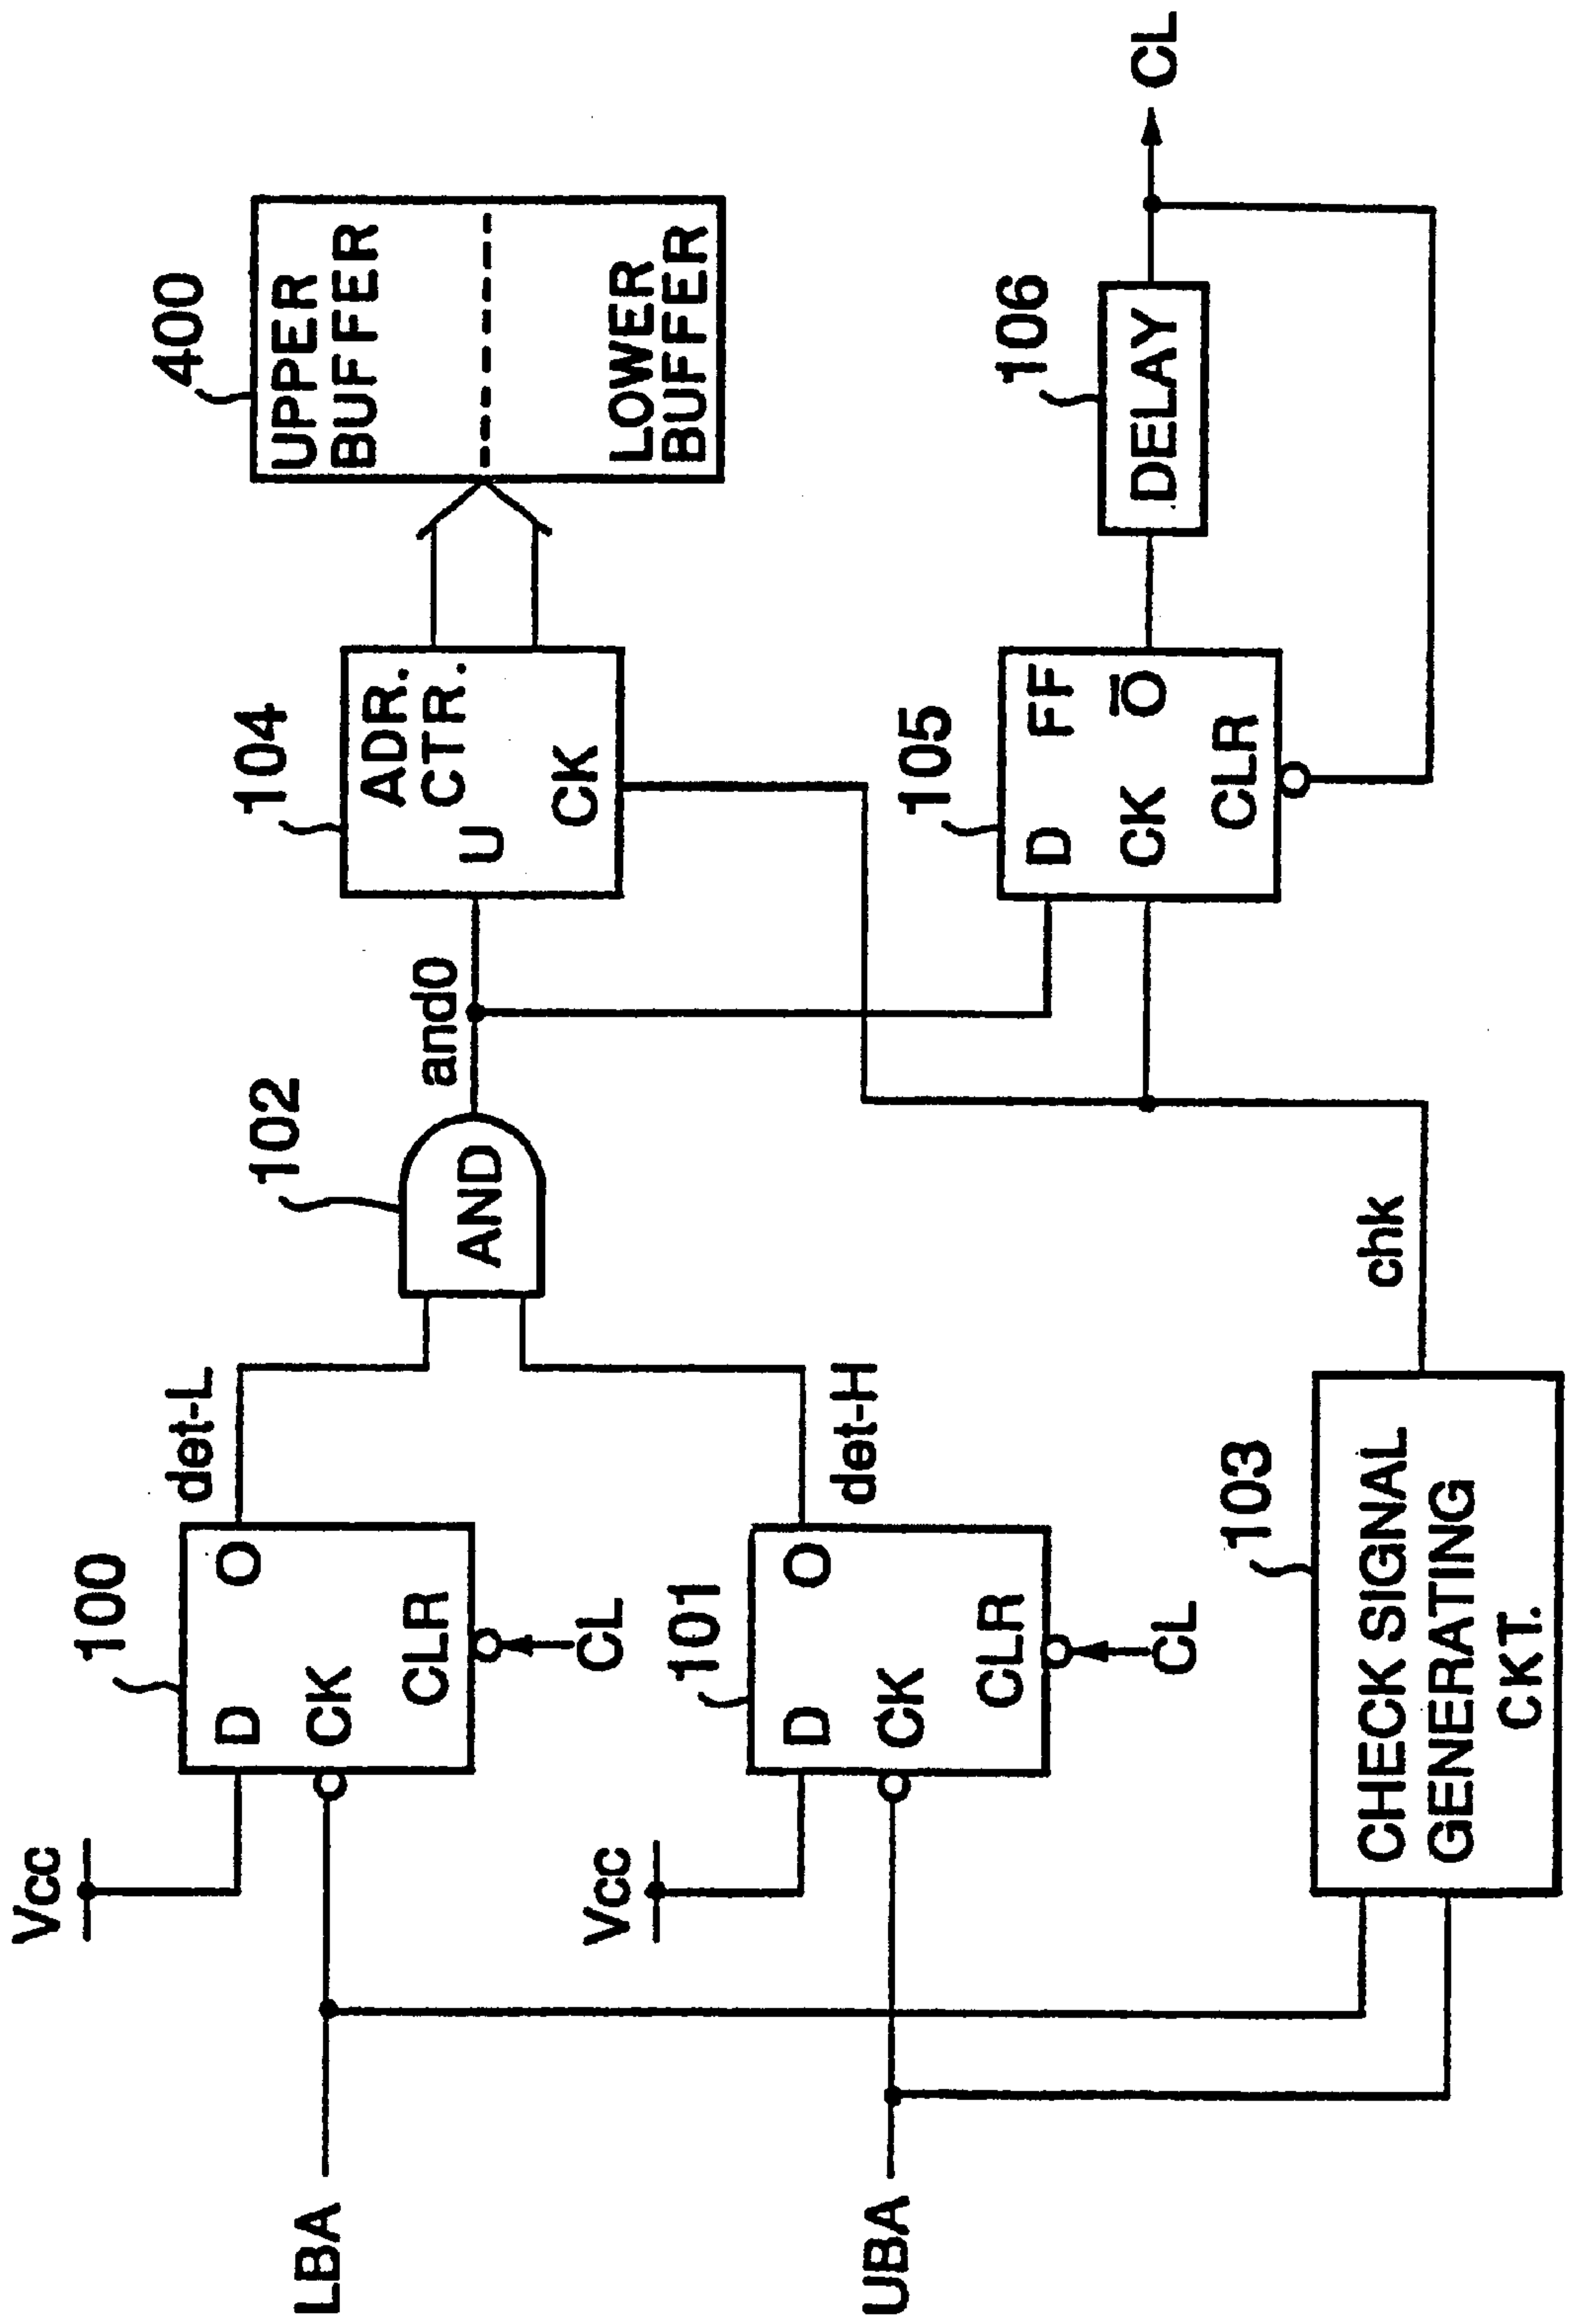 LBA
UBA
Vcc
Vcc
100
D
O
CK
CLR
CL
101
D
O
CK
CLR
CL
103
CHECK SIGNAL
GENERATING
CKT.
det-L
det-H
chk
102
AND
and0
104
ADR.
CTR.
U
CK
105
D
FF
CK
O̅
CLR
400
UPPER
BUFFER
LOWER
BUFFER
106
DELAY
CL